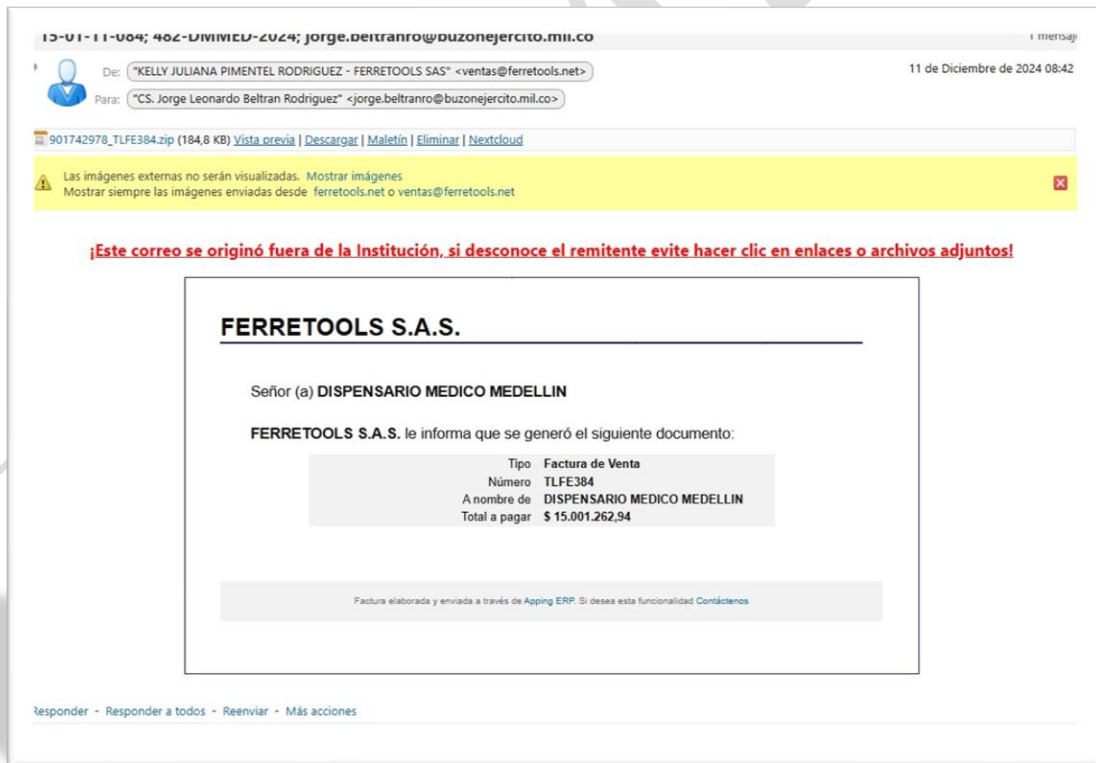 15-01-11-084; 482-DMMED-2024; jorge.beltranro@buzonejercito.mil.co 1 mensaj
De: "KELLY JULIANA PIMENTEL RODRIGUEZ - FERRETOOLS SAS" <ventas@ferretools.net> 11 de Diciembre de 2024 08:42
Para: "CS. Jorge Leonardo Beltran Rodriguez" <jorge.beltranro@buzonejercito.mil.co>
901742978_TLFE384.zip (184,8 KB) Vista previa | Descargar | Maletín | Eliminar | Nextcloud
Las imágenes externas no serán visualizadas. Mostrar imágenes
Mostrar siempre las imágenes enviadas desde ferretools.net o ventas@ferretools.net
¡Este correo se originó fuera de la Institución, si desconoce el remitente evite hacer clic en enlaces o archivos adjuntos!
FERRETOOLS S.A.S.
Señor (a) DISPENSARIO MEDICO MEDELLIN
FERRETOOLS S.A.S. le informa que se generó el siguiente documento:
Tipo Factura de Venta
Número TLFE384
A nombre de DISPENSARIO MEDICO MEDELLIN
Total a pagar $ 15.001.262,94
Factura elaborada y enviada a través de Apping ERP. Si desea esta funcionalidad Contáctenos
Responder - Responder a todos - Reenviar - Más acciones